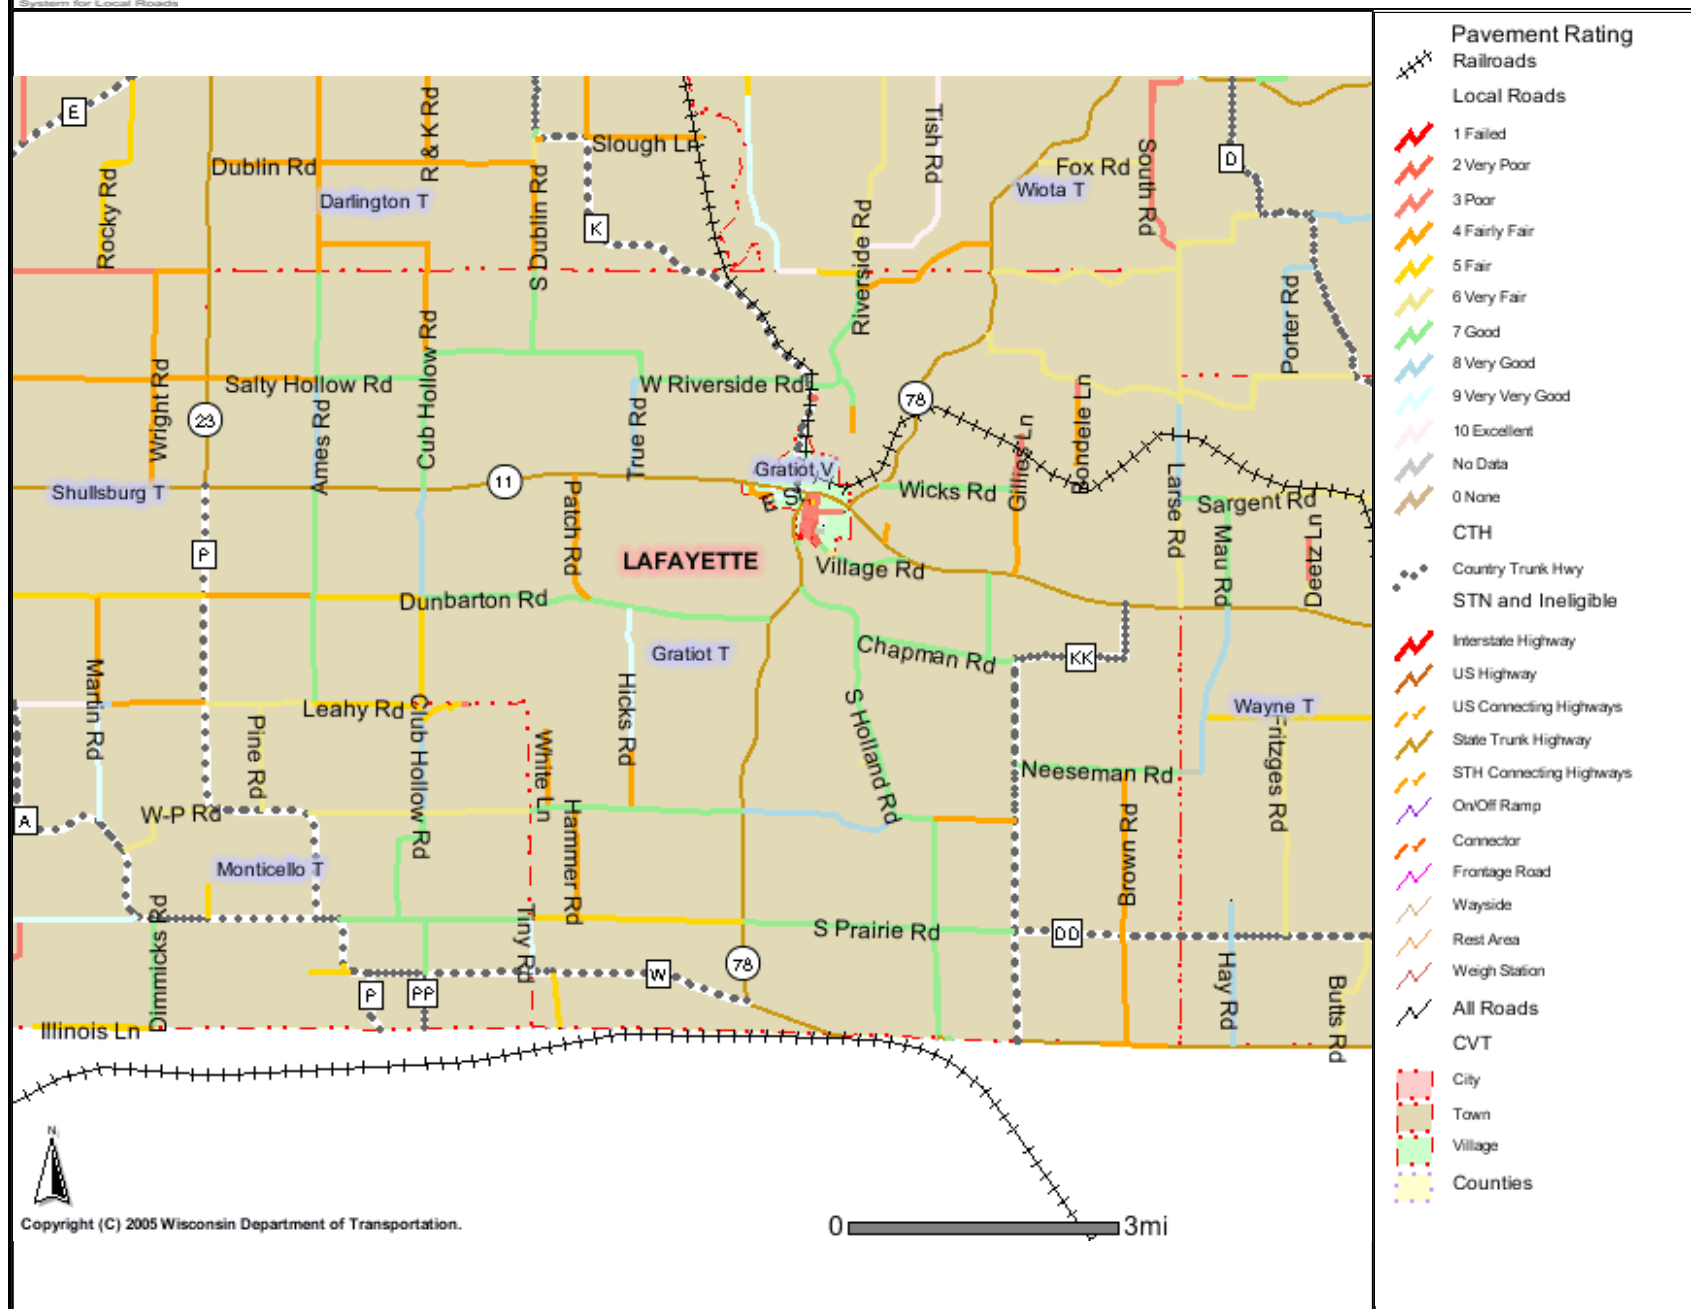 System for Local Roads
E
Rocky Rd
Dublin Rd
R & K Rd
Darlington T
S Dublin Rd
Slough Ln
K
Tish Rd
Riverside Rd
Fox Rd
Wiota T
South Rd
D
Porter Rd
Wright Rd
Salty Hollow Rd
23
Ames Rd
Cub Hollow Rd
True Rd
W Riverside Rd
78
Gillies Ln
Bondele Ln
Larse Rd
Shullsburg T
11
Gratiot V
E S
Wicks Rd
Sargent Rd
Mau Rd
Deetz Ln
P
Patch Rd
LAFAYETTE
Village Rd
Dunbarton Rd
Gratiot T
Chapman Rd
KK
Martin Rd
Pine Rd
Leahy Rd
Club Hollow Rd
White Ln
Hicks Rd
S Holland Rd
Wayne T
Fritzges Rd
Neeseman Rd
A
W-P Rd
Hammer Rd
Brown Rd
Monticello T
Dimmicks Rd
Tiny Rd
S Prairie Rd
DD
P
PP
W
78
Hay Rd
Butts Rd
Illinois Ln
N
Copyright (C) 2005 Wisconsin Department of Transportation.
0 3mi
Pavement Rating
Railroads
Local Roads
1 Failed
2 Very Poor
3 Poor
4 Fairly Fair
5 Fair
6 Very Fair
7 Good
8 Very Good
9 Very Very Good
10 Excellent
No Data
0 None
CTH
Country Trunk Hwy
STN and Ineligible
Interstate Highway
US Highway
US Connecting Highways
State Trunk Highway
STH Connecting Highways
On/Off Ramp
Connector
Frontage Road
Wayside
Rest Area
Weigh Station
All Roads
CVT
City
Town
Village
Counties